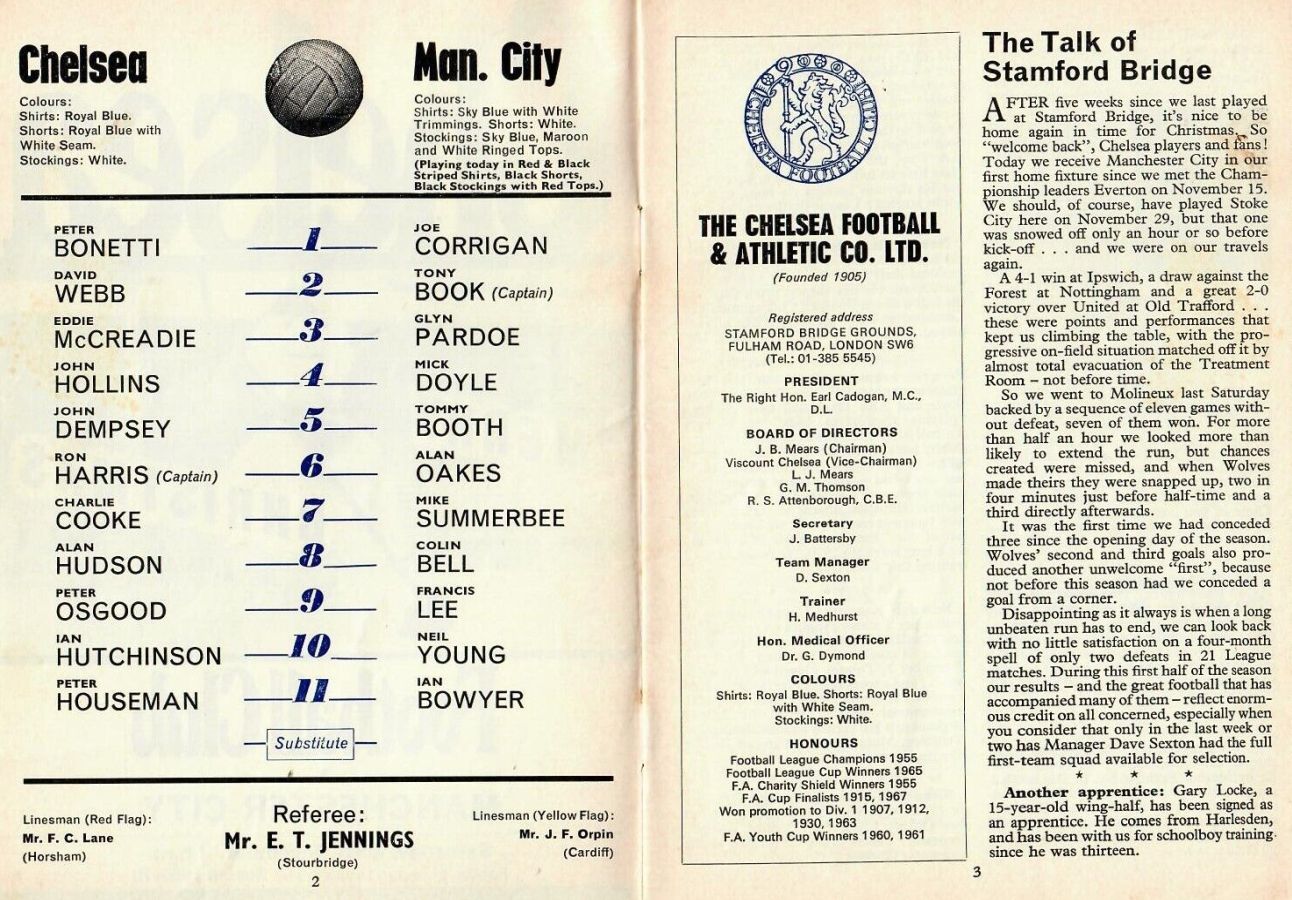 Chelsea
Colours:
Shirts: Royal Blue.
Shorts: Royal Blue with
White Seam.
Stockings: White.
Man. City
Colours:
Shirts: Sky Blue with White
Trimmings. Shorts: White.
Stockings: Sky Blue, Maroon
and White Ringed Tops.
(Playing today in Red & Black
Striped Shirts, Black Shorts,
Black Stockings with Red Tops.)
PETER JOE
BONETTI 1 CORRIGAN
DAVID TONY
WEBB 2 BOOK (Captain)
EDDIE GLYN
McCREADIE 3 PARDOE
JOHN MICK
HOLLINS 4 DOYLE
JOHN TOMMY
DEMPSEY 5 BOOTH
RON ALAN
HARRIS (Captain) 6 OAKES
CHARLIE MIKE
COOKE 7 SUMMERBEE
ALAN COLIN
HUDSON 8 BELL
PETER FRANCIS
OSGOOD 9 LEE
IAN NEIL
HUTCHINSON 10 YOUNG
PETER IAN
HOUSEMAN 11 BOWYER
Substitute
Linesman (Red Flag):
Mr. F. C. Lane
(Horsham)
Referee:
Mr. E. T. JENNINGS
(Stourbridge)
Linesman (Yellow Flag):
Mr. J. F. Orpin
(Cardiff)
2
CHELSEA FOOTBALL
THE CHELSEA FOOTBALL
& ATHLETIC CO. LTD.
(Founded 1905)
Registered address
STAMFORD BRIDGE GROUNDS,
FULHAM ROAD, LONDON SW6
(Tel.: 01-385 5545)
PRESIDENT
The Right Hon. Earl Cadogan, M.C.,
D.L.
BOARD OF DIRECTORS
J. B. Mears (Chairman)
Viscount Chelsea (Vice-Chairman)
L. J. Mears
G. M. Thomson
R. S. Attenborough, C.B.E.
Secretary
J. Battersby
Team Manager
D. Sexton
Trainer
H. Medhurst
Hon. Medical Officer
Dr. G. Dymond
COLOURS
Shirts: Royal Blue. Shorts: Royal Blue
with White Seam.
Stockings: White.
HONOURS
Football League Champions 1955
Football League Cup Winners 1965
F.A. Charity Shield Winners 1955
F.A. Cup Finalists 1915, 1967
Won promotion to Div. 1 1907, 1912,
1930, 1963
F.A. Youth Cup Winners 1960, 1961
The Talk of
Stamford Bridge
AFTER five weeks since we last played
at Stamford Bridge, it's nice to be
home again in time for Christmas. So
"welcome back", Chelsea players and fans!
Today we receive Manchester City in our
first home fixture since we met the Cham-
pionship leaders Everton on November 15.
We should, of course, have played Stoke
City here on November 29, but that one
was snowed off only an hour or so before
kick-off . . . and we were on our travels
again.
A 4-1 win at Ipswich, a draw against the
Forest at Nottingham and a great 2-0
victory over United at Old Trafford . . .
these were points and performances that
kept us climbing the table, with the pro-
gressive on-field situation matched off it by
almost total evacuation of the Treatment
Room – not before time.
So we went to Molineux last Saturday
backed by a sequence of eleven games with-
out defeat, seven of them won. For more
than half an hour we looked more than
likely to extend the run, but chances
created were missed, and when Wolves
made theirs they were snapped up, two in
four minutes just before half-time and a
third directly afterwards.
It was the first time we had conceded
three since the opening day of the season.
Wolves' second and third goals also pro-
duced another unwelcome "first", because
not before this season had we conceded a
goal from a corner.
Disappointing as it always is when a long
unbeaten run has to end, we can look back
with no little satisfaction on a four-month
spell of only two defeats in 21 League
matches. During this first half of the season
our results – and the great football that has
accompanied many of them – reflect enorm-
ous credit on all concerned, especially when
you consider that only in the last week or
two has Manager Dave Sexton had the full
first-team squad available for selection.
* * *
Another apprentice: Gary Locke, a
15-year-old wing-half, has been signed as
an apprentice. He comes from Harlesden,
and has been with us for schoolboy training
since he was thirteen.
3